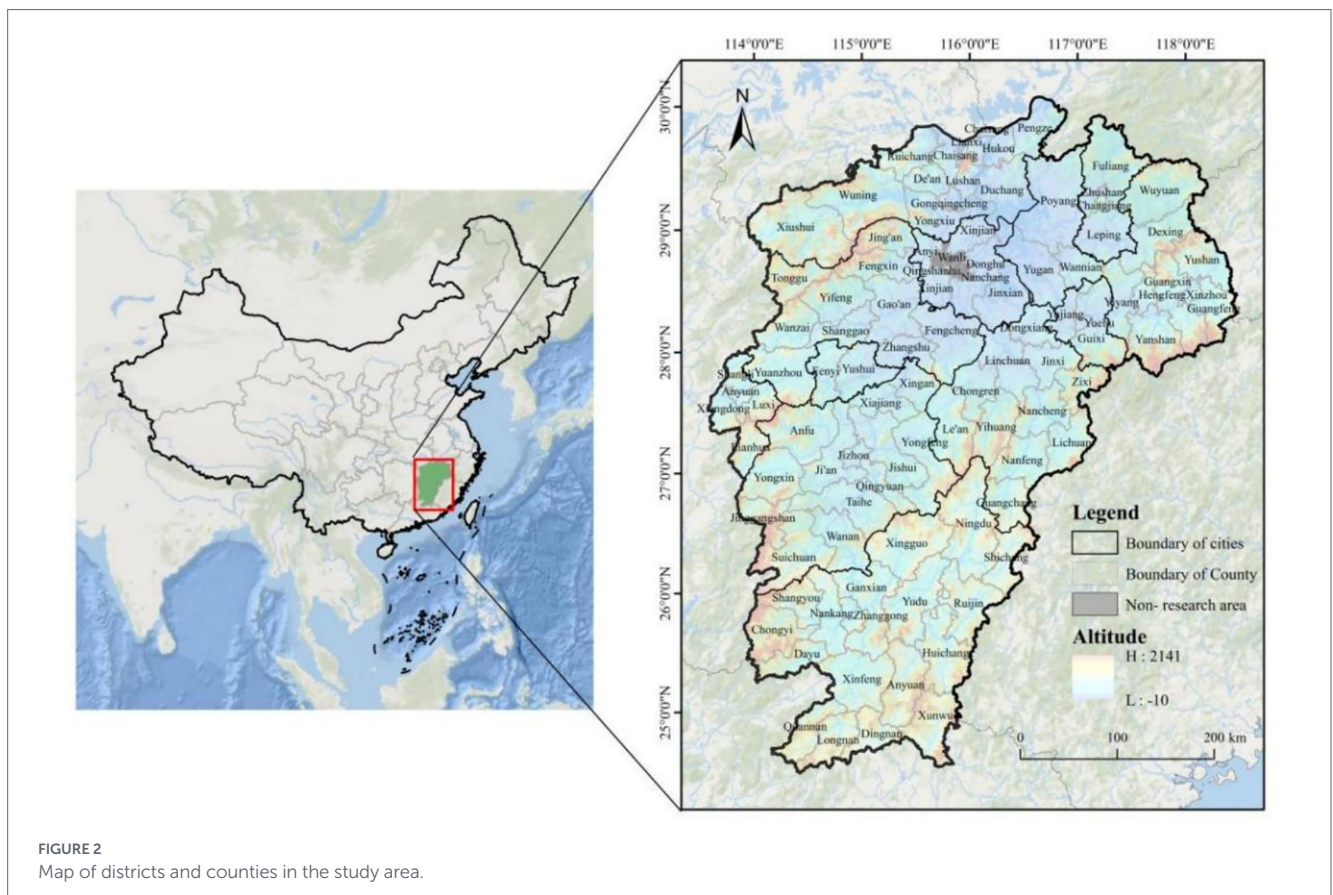 114°0'0"E 115°0'0"E 116°0'0"E 117°0'0"E 118°0'0"E
N
30°0'0"N
29°0'0"N
28°0'0"N
27°0'0"N
26°0'0"N
25°0'0"N
Pengze
Hukou
Ruichang Chaisang
Fuliang
De'an Lushan
Wuning
Duchang
Wuyuan
Poyang
Gongqingcheng
Changjiang
Yongxiu
Xiushui
Xinjian
Jing'an
Leping
Dexing
Wanli
Yushan
Fengxin
Donghu
Yugan Wannian
Qingshanhu
Nanchang
Tonggu
Guangxin
Jinxian
Hengfeng Xinzhou
Yifeng
Gao'an
Guangfeng
Wanzai
Shanggao
Fengcheng
Dongxiang
Guixi
Yanshan
Zhangshu
Linchuan
Jinxi
Yuanzhou
Fenyi
Yushui
Xingan
Zixi
Anyuan
Chongren
Xiajiang
Luxi
Nancheng
Anfu
Le'an
Yihuang
Yongfeng
Lichuan
Jizhou
Nanfeng
Ji'an
Jishui
Yongxin
Qingyuan
Taihe
Guangchang
Jinggangshan
Ningdu
Wanan
Xingguo
Suichuan
Shicheng
Ganxian
Shangyou
Yudu
Ruijin
Nankang Zhanggong
Chongyi
Dayu
Huichang
Xinfeng
Anyuan
Xunwu
Quannan
Longnan
Dingnan
Legend
Boundary of cities
Boundary of County
Non- research area
Altitude
H : 2141
L : -10
0 100 200 km
FIGURE 2
Map of districts and counties in the study area.